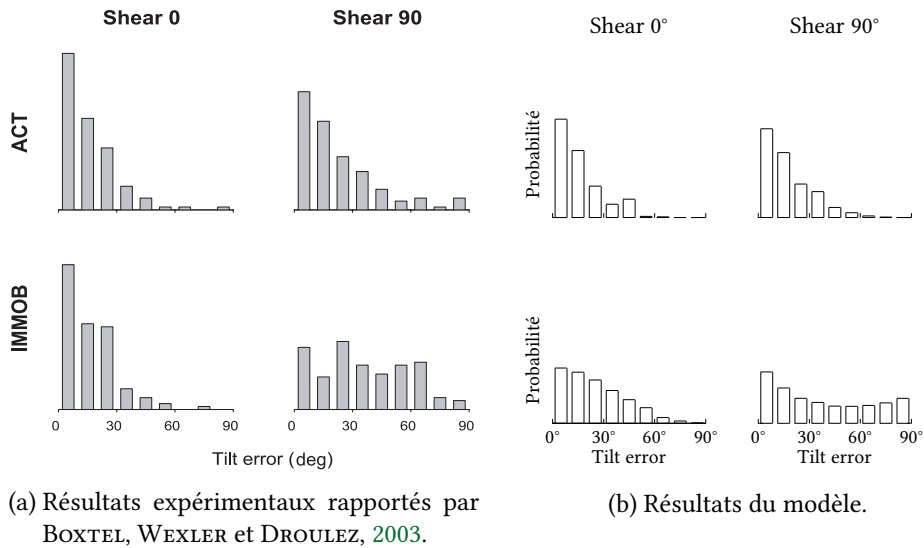 Shear 0
Shear 90
ACT
IMMOB
0
30
60
90
0
30
60
90
Tilt error (deg)
(a) Résultats expérimentaux rapportés par
BOXTEL, WEXLER et DROULEZ, 2003.
Shear 0°
Shear 90°
Probabilité
Probabilité
0°
30°
60°
90°
0°
30°
60°
90°
Tilt error
Tilt error
(b) Résultats du modèle.